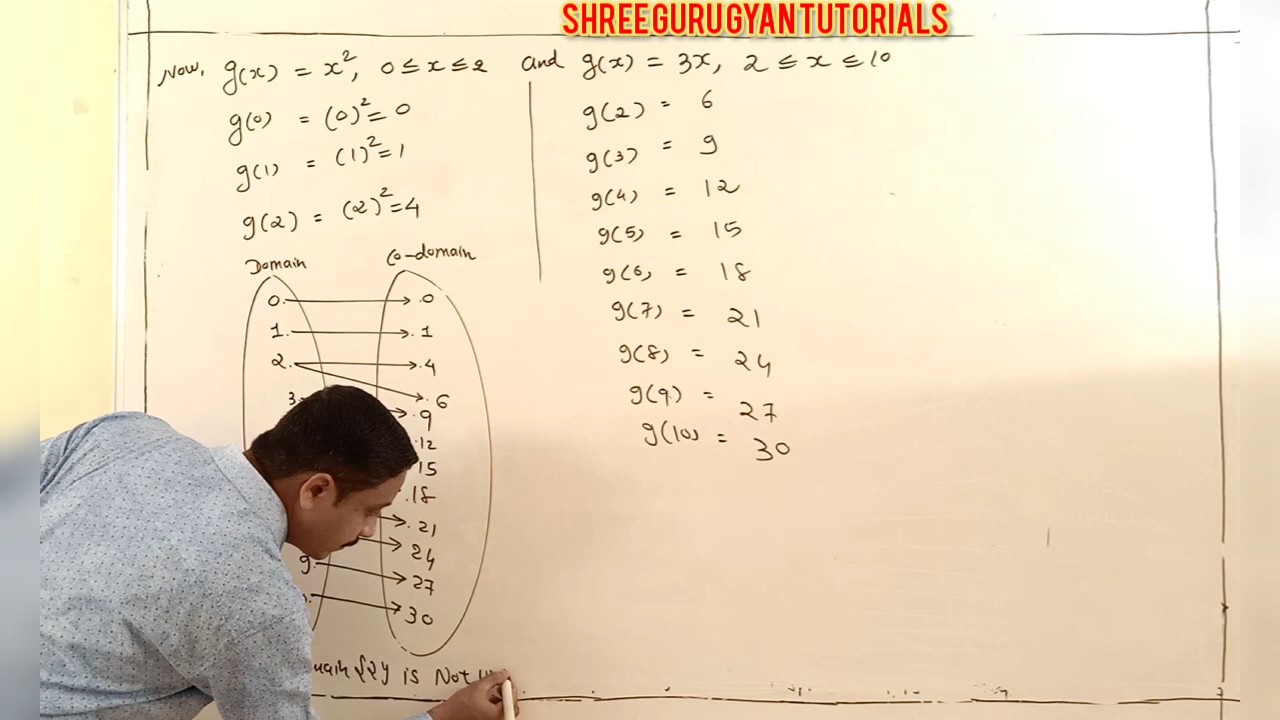 SHREE GURU GYAN TUTORIALS
Now, g(x) = x², 0 ≤ x ≤ 2 and g(x) = 3x, 2 ≤ x ≤ 10
g(0) = (0)² = 0
g(1) = (1)² = 1
g(2) = (2)² = 4
g(2) = 6
g(3) = 9
g(4) = 12
g(5) = 15
g(6) = 18
g(7) = 21
g(8) = 24
g(9) = 27
g(10) = 30
Domain Co-domain
0. .0
1. .1
2. .4
.6
3. .9
.12
15
.18
.21
24
9. 27
30
{2} is Not